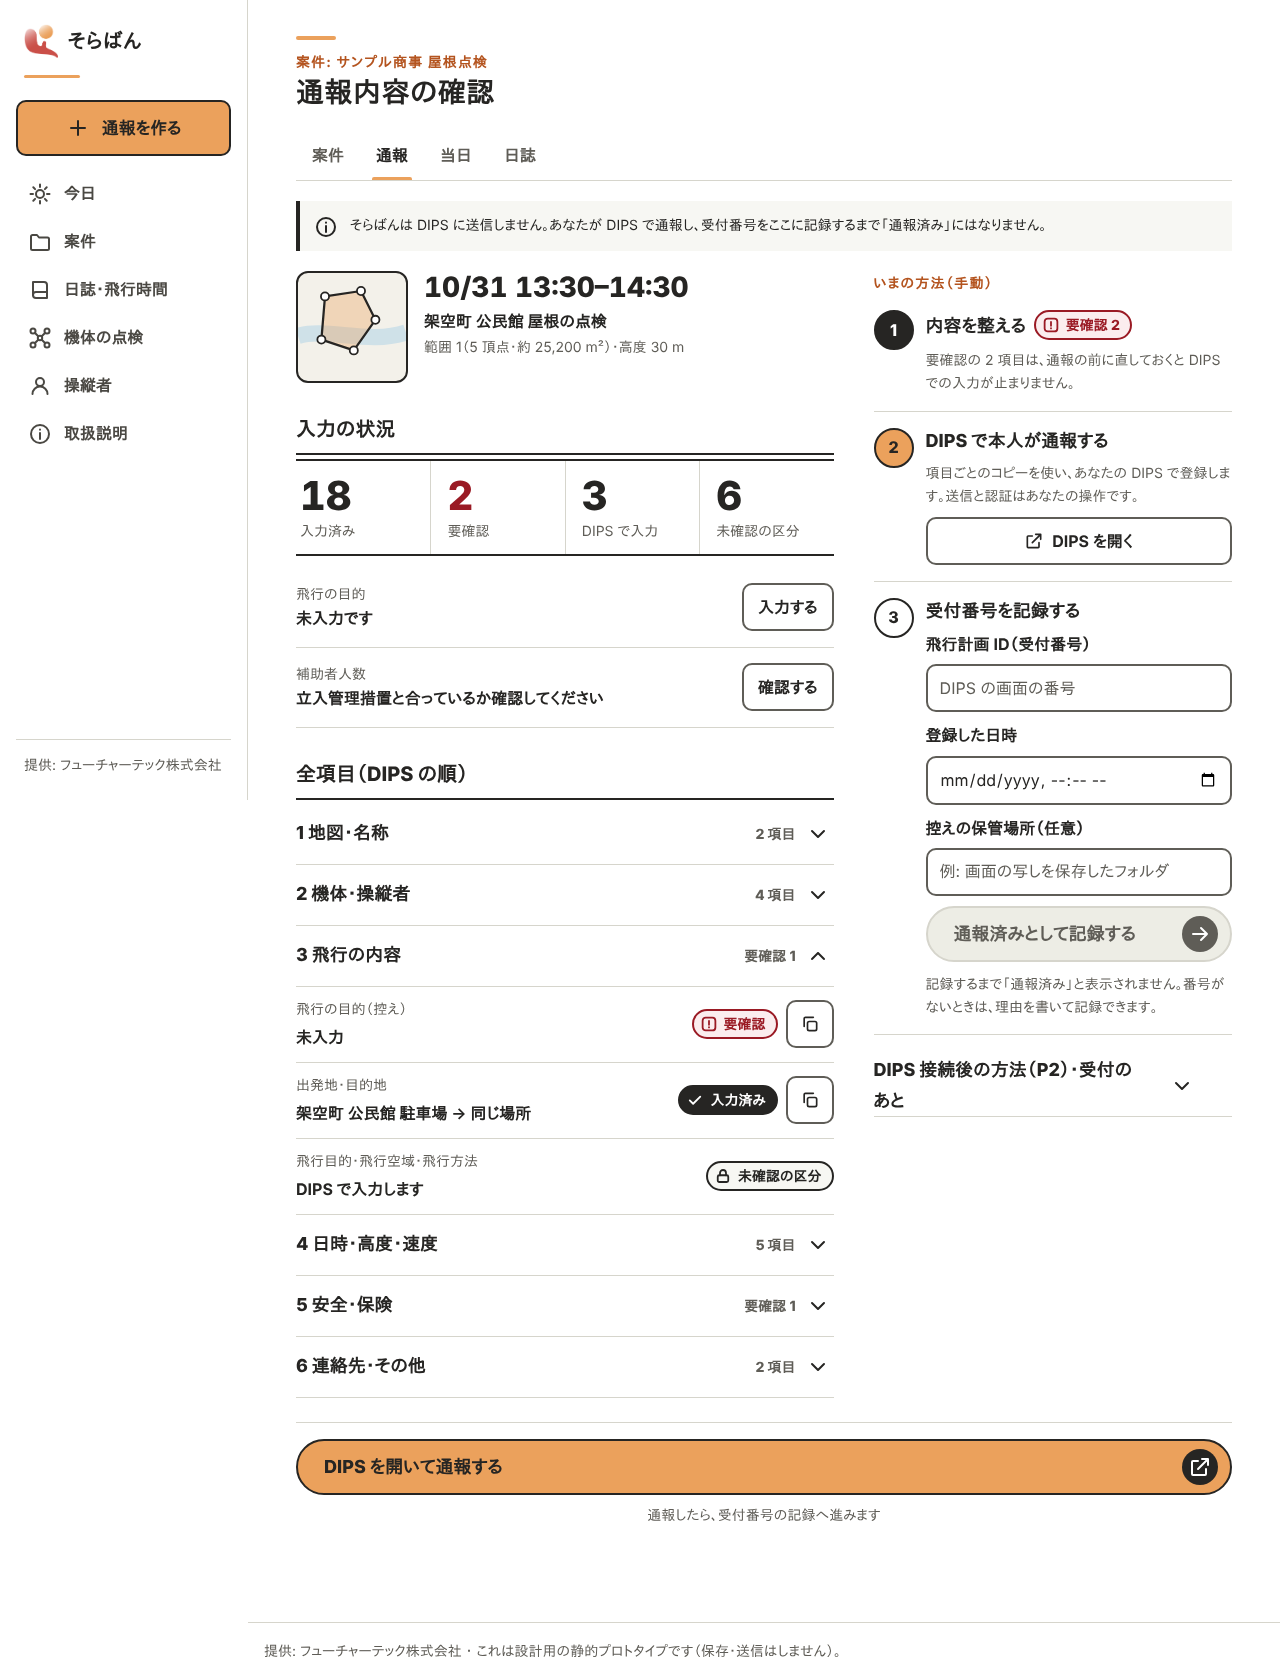 そらばん
通報を作る
今日
案件
日誌・飛行時間
機体の点検
操縦者
取扱説明
提供: フューチャーテック株式会社
案件: サンプル商事 屋根点検
通報内容の確認
案件 通報 当日 日誌
そらばんは DIPS に送信しません。あなたが DIPS で通報し、受付番号をここに記録するまで「通報済み」にはなりません。
10/31 13:30–14:30
架空町 公民館 屋根の点検
範囲 1（5 頂点・約 25,200 m²）・高度 30 m
入力の状況
18 2 3 6
入力済み 要確認 DIPS で入力 未確認の区分
飛行の目的
未入力です
入力する
補助者人数
立入管理措置と合っているか確認してください
確認する
全項目（DIPS の順）
1 地図・名称 2 項目
2 機体・操縦者 4 項目
3 飛行の内容 要確認 1
飛行の目的（控え）
未入力
要確認
出発地・目的地
架空町 公民館 駐車場 → 同じ場所
入力済み
飛行目的・飛行空域・飛行方法
DIPS で入力します
未確認の区分
4 日時・高度・速度 5 項目
5 安全・保険 要確認 1
6 連絡先・その他 2 項目
いまの方法（手動）
1 内容を整える 要確認 2
要確認の 2 項目は、通報の前に直しておくと DIPS
での入力が止まりません。
2 DIPS で本人が通報する
項目ごとのコピーを使い、あなたの DIPS で登録しま
す。送信と認証はあなたの操作です。
DIPS を開く
3 受付番号を記録する
飛行計画 ID（受付番号）
DIPS の画面の番号
登録した日時
mm/dd/yyyy, --:-- --
控えの保管場所（任意）
例: 画面の写しを保存したフォルダ
通報済みとして記録する
記録するまで「通報済み」と表示されません。番号が
ないときは、理由を書いて記録できます。
DIPS 接続後の方法（P2）・受付の
あと
DIPS を開いて通報する
通報したら、受付番号の記録へ進みます
提供: フューチャーテック株式会社 ・ これは設計用の静的プロトタイプです（保存・送信はしません）。